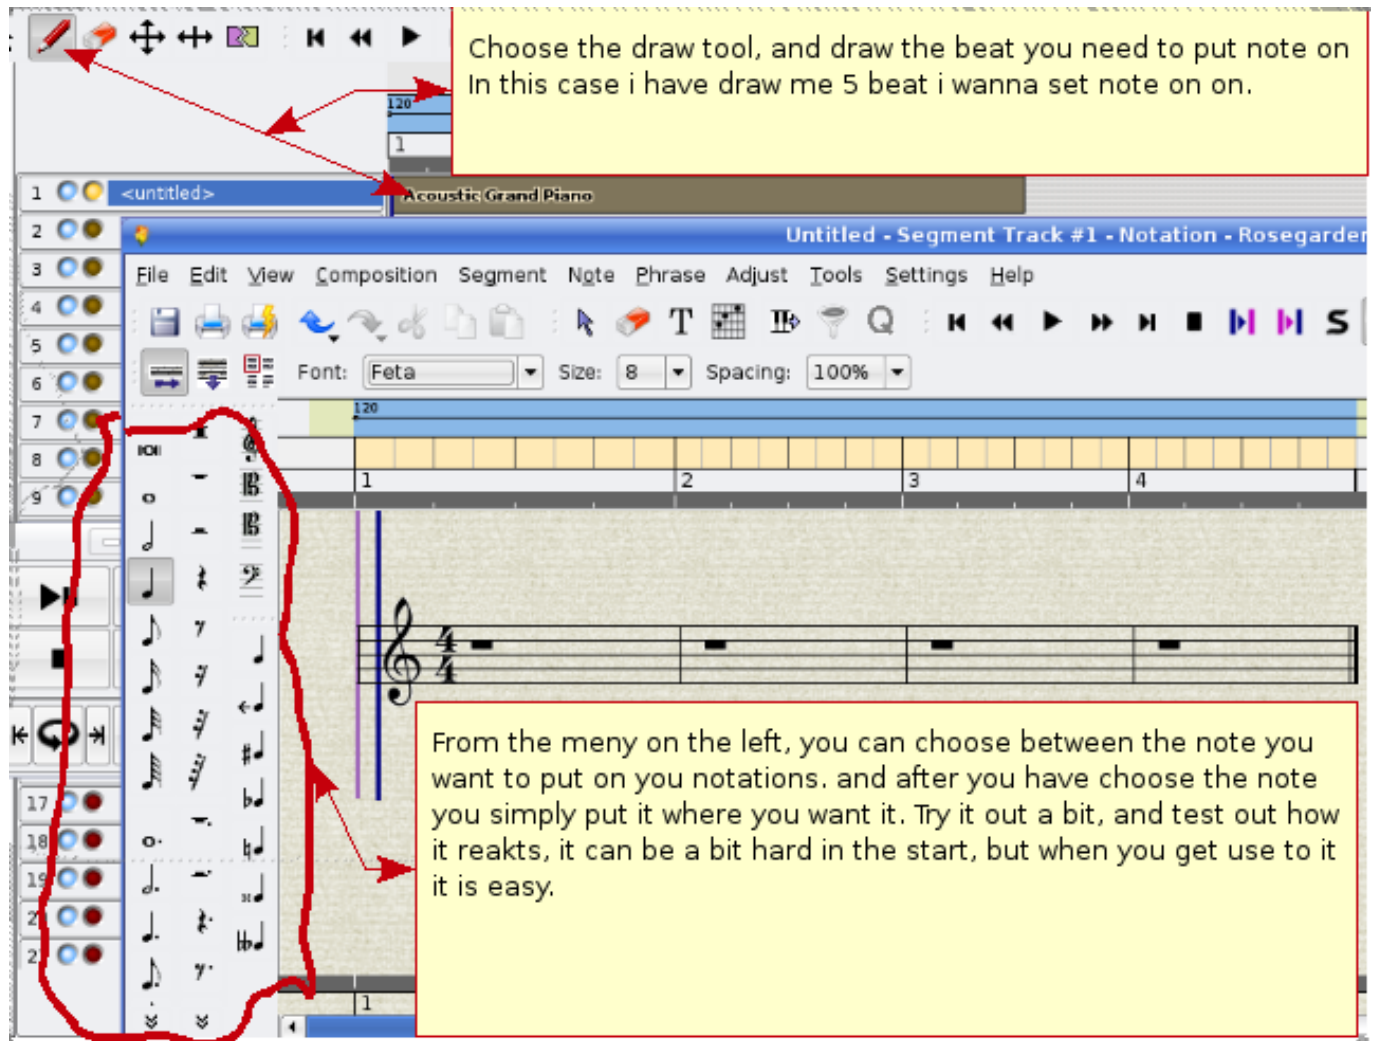 Choose the draw tool, and draw the beat you need to put note on
In this case i have draw me 5 beat i wanna set note on on.
120
1
1 <untitled>
Acoustic Grand Piano
2
Untitled - Segment Track #1 - Notation - Rosegarden
3
File Edit View Composition Segment Note Phrase Adjust Tools Settings Help
4
5
6
Font: Feta Size: 8 Spacing: 100%
7
120
8
9
1 2 3 4
From the meny on the left, you can choose between the note you
want to put on you notations. and after you have choose the note
you simply put it where you want it. Try it out a bit, and test out how
it reakts, it can be a bit hard in the start, but when you get use to it
it is easy.
17
18
19
1